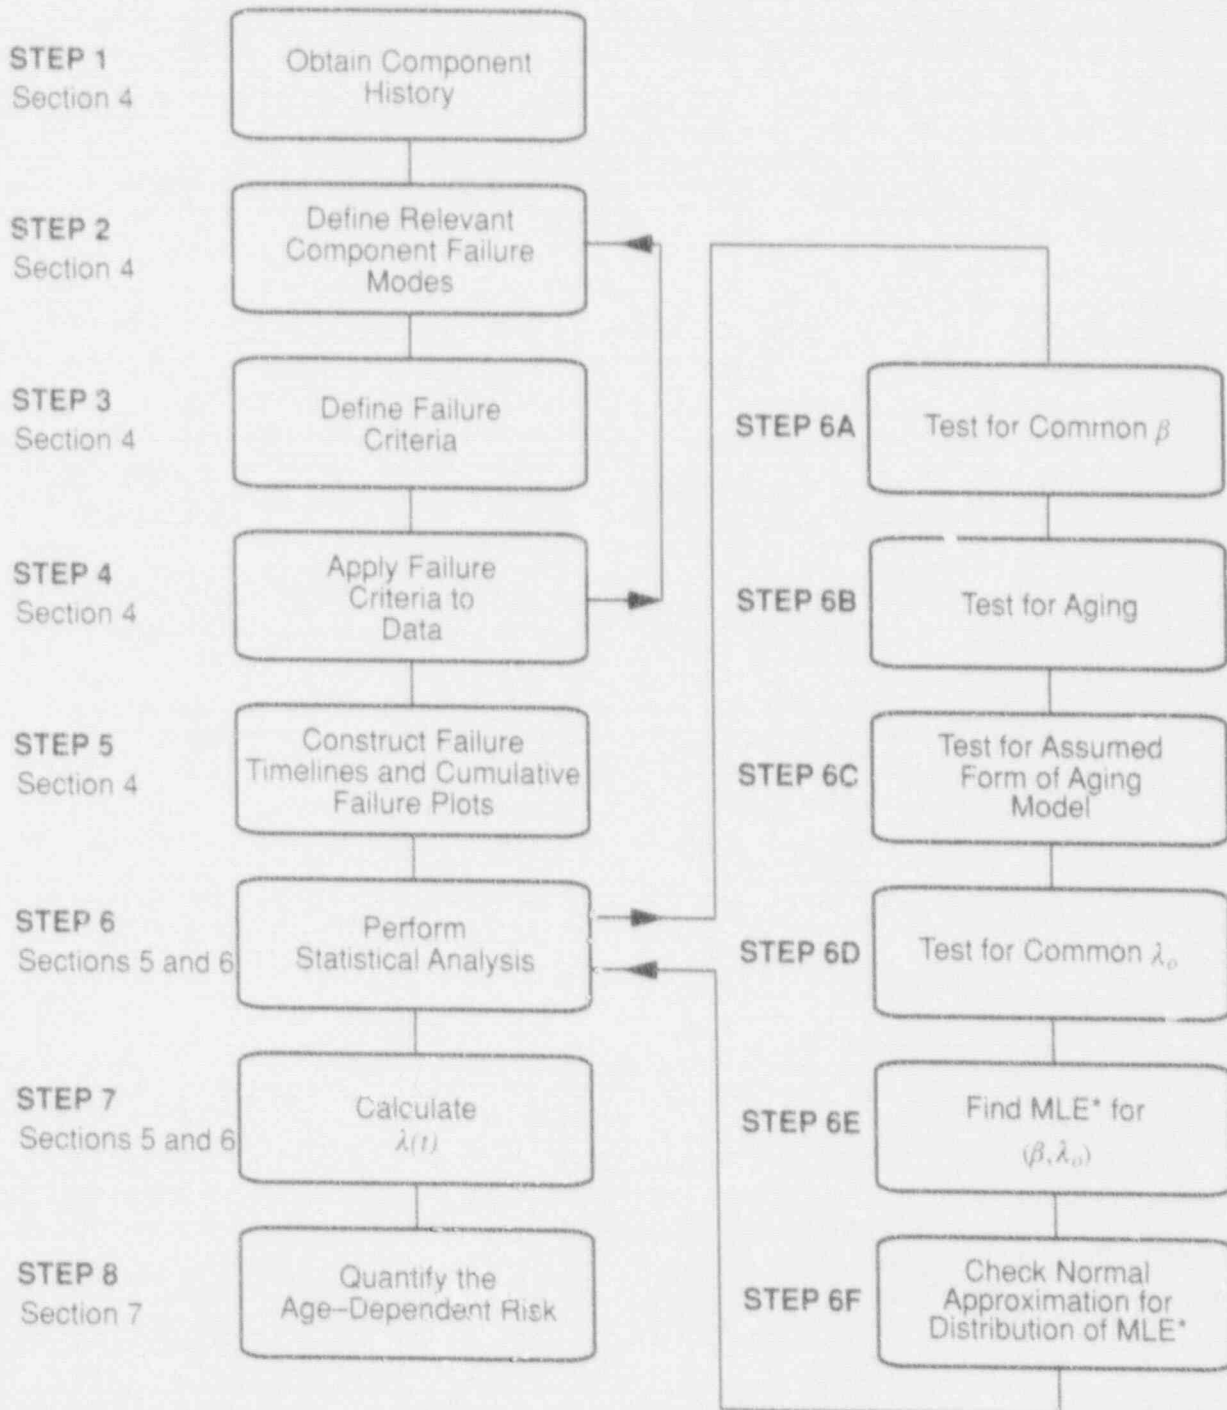 STEP 1
Section 4
Obtain Component
History
STEP 2
Section 4
Define Relevant
Component Failure
Modes
STEP 3
Section 4
Define Failure
Criteria
STEP 4
Section 4
Apply Failure
Criteria to
Data
STEP 5
Section 4
Construct Failure
Timelines and Cumulative
Failure Plots
STEP 6
Sections 5 and 6
Perform
Statistical Analysis
STEP 7
Sections 5 and 6
Calculate
λ(t)
STEP 8
Section 7
Quantify the
Age–Dependent Risk
STEP 6A
Test for Common β
STEP 6B
Test for Aging
STEP 6C
Test for Assumed
Form of Aging
Model
STEP 6D
Test for Common λₒ
STEP 6E
Find MLE* for
(β,λₒ)
STEP 6F
Check Normal
Approximation for
Distribution of MLE*